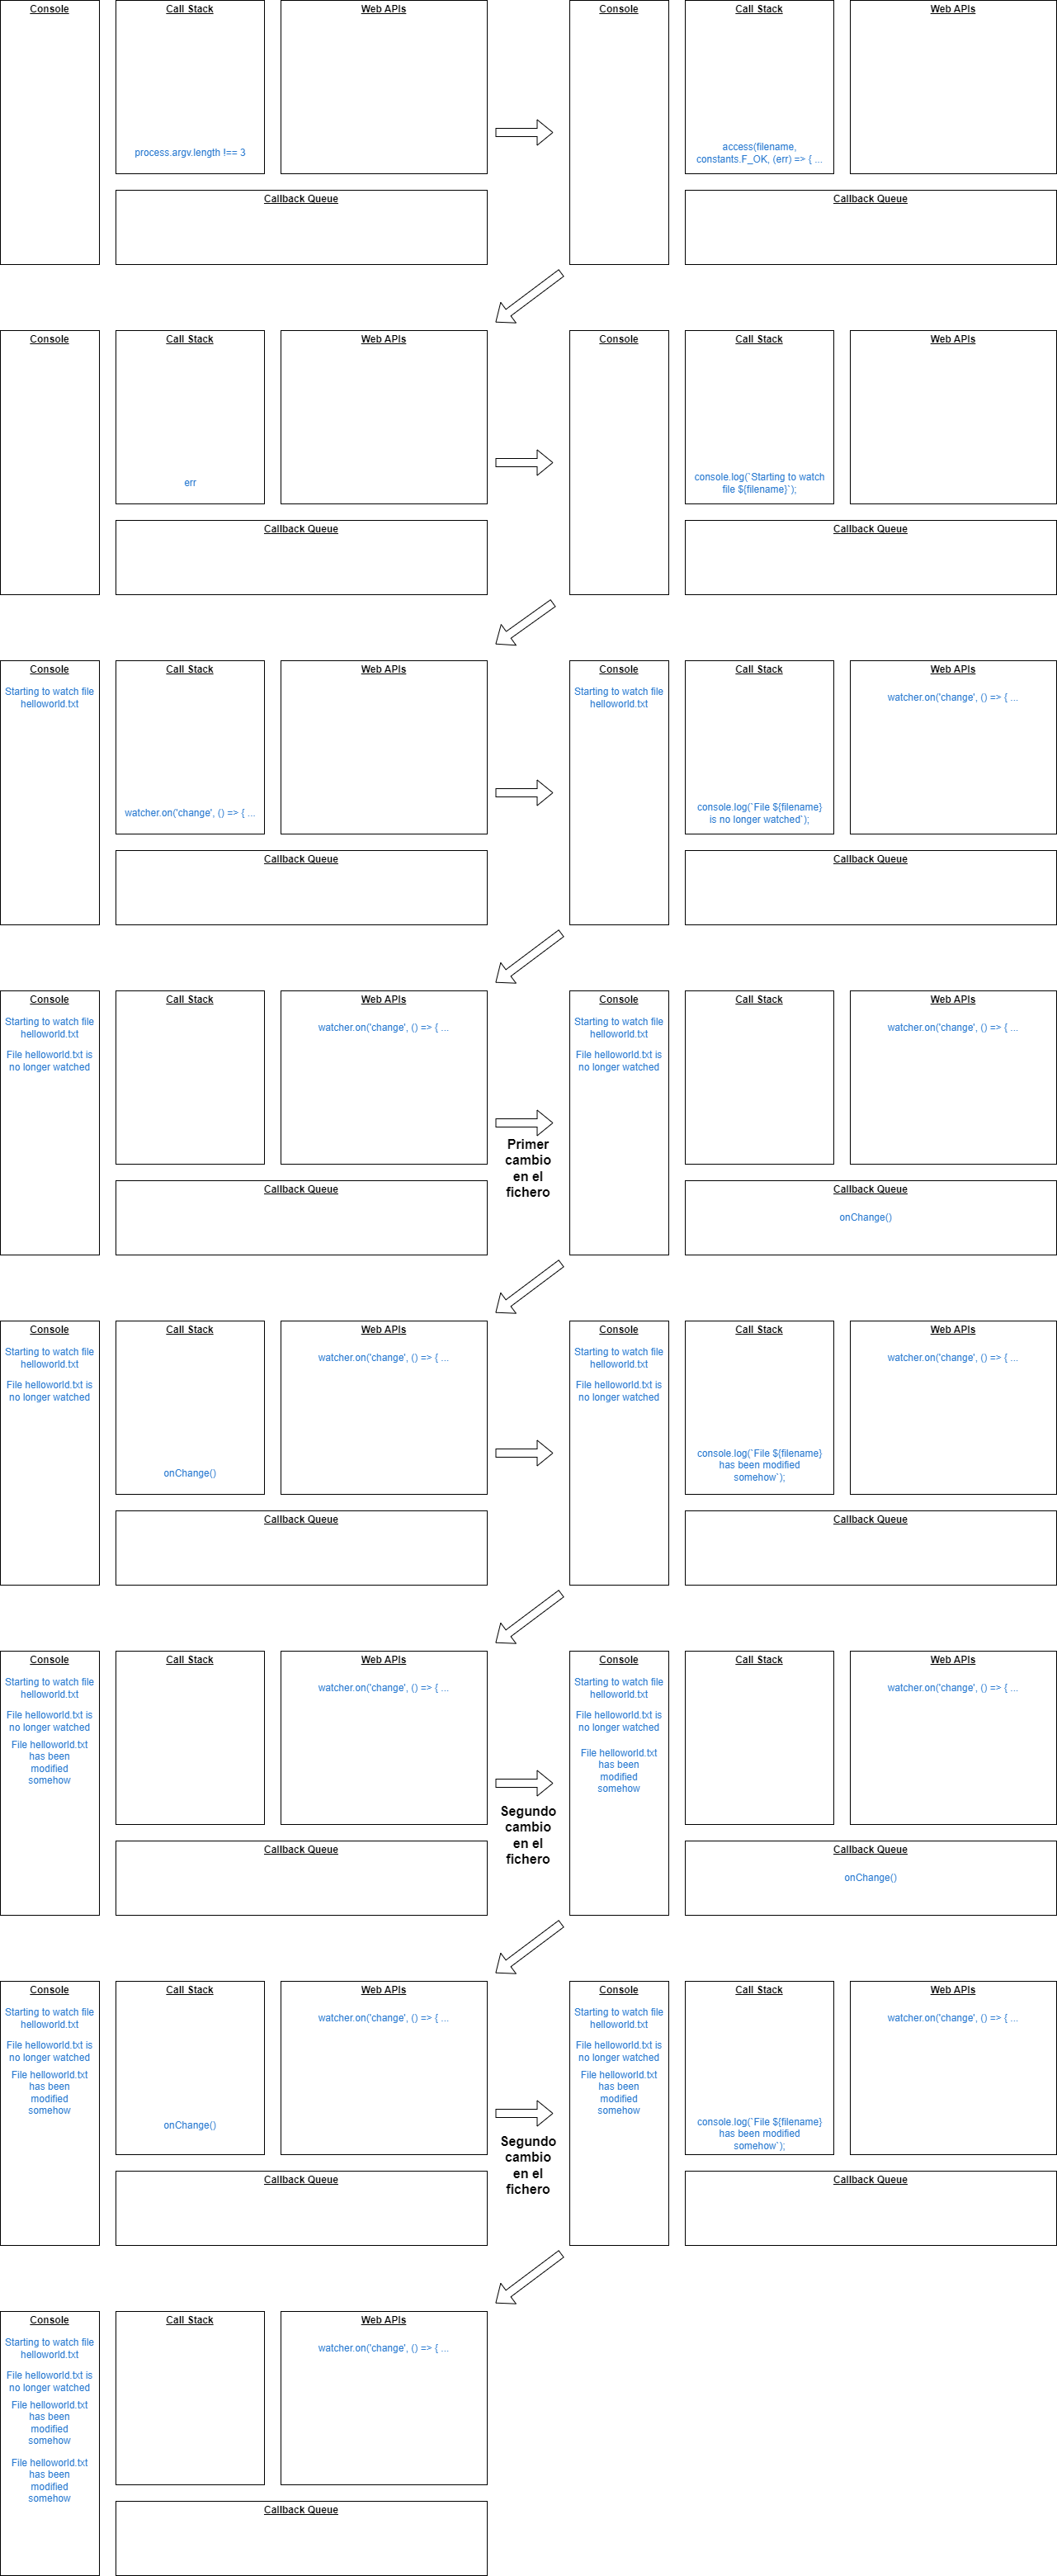 Console
Call Stack
Web APIs
process.argv.length !== 3
Callback Queue
Console
Call Stack
Web APIs
access(filename,
constants.F_OK, (err) => { ...
Callback Queue
Console
Call Stack
Web APIs
err
Callback Queue
Console
Call Stack
Web APIs
console.log(`Starting to watch
file ${filename}`);
Callback Queue
Console
Starting to watch file
helloworld.txt
Call Stack
Web APIs
watcher.on('change', () => { ...
Callback Queue
Console
Starting to watch file
helloworld.txt
Call Stack
Web APIs
watcher.on('change', () => { ...
console.log(`File ${filename}
is no longer watched`);
Callback Queue
Console
Starting to watch file
helloworld.txt
File helloworld.txt is
no longer watched
Call Stack
Web APIs
watcher.on('change', () => { ...
Callback Queue
Primer
cambio
en el
fichero
Console
Starting to watch file
helloworld.txt
File helloworld.txt is
no longer watched
Call Stack
Web APIs
watcher.on('change', () => { ...
Callback Queue
onChange()
Console
Starting to watch file
helloworld.txt
File helloworld.txt is
no longer watched
Call Stack
Web APIs
watcher.on('change', () => { ...
onChange()
Callback Queue
Console
Starting to watch file
helloworld.txt
File helloworld.txt is
no longer watched
Call Stack
Web APIs
watcher.on('change', () => { ...
console.log(`File ${filename}
has been modified
somehow`);
Callback Queue
Console
Starting to watch file
helloworld.txt
File helloworld.txt is
no longer watched
File helloworld.txt
has been
modified
somehow
Call Stack
Web APIs
watcher.on('change', () => { ...
Callback Queue
Segundo
cambio
en el
fichero
Console
Starting to watch file
helloworld.txt
File helloworld.txt is
no longer watched
File helloworld.txt
has been
modified
somehow
Call Stack
Web APIs
watcher.on('change', () => { ...
Callback Queue
onChange()
Console
Starting to watch file
helloworld.txt
File helloworld.txt is
no longer watched
File helloworld.txt
has been
modified
somehow
Call Stack
Web APIs
watcher.on('change', () => { ...
onChange()
Callback Queue
Segundo
cambio
en el
fichero
Console
Starting to watch file
helloworld.txt
File helloworld.txt is
no longer watched
File helloworld.txt
has been
modified
somehow
Call Stack
Web APIs
watcher.on('change', () => { ...
console.log(`File ${filename}
has been modified
somehow`);
Callback Queue
Console
Starting to watch file
helloworld.txt
File helloworld.txt is
no longer watched
File helloworld.txt
has been
modified
somehow
File helloworld.txt
has been
modified
somehow
Call Stack
Web APIs
watcher.on('change', () => { ...
Callback Queue